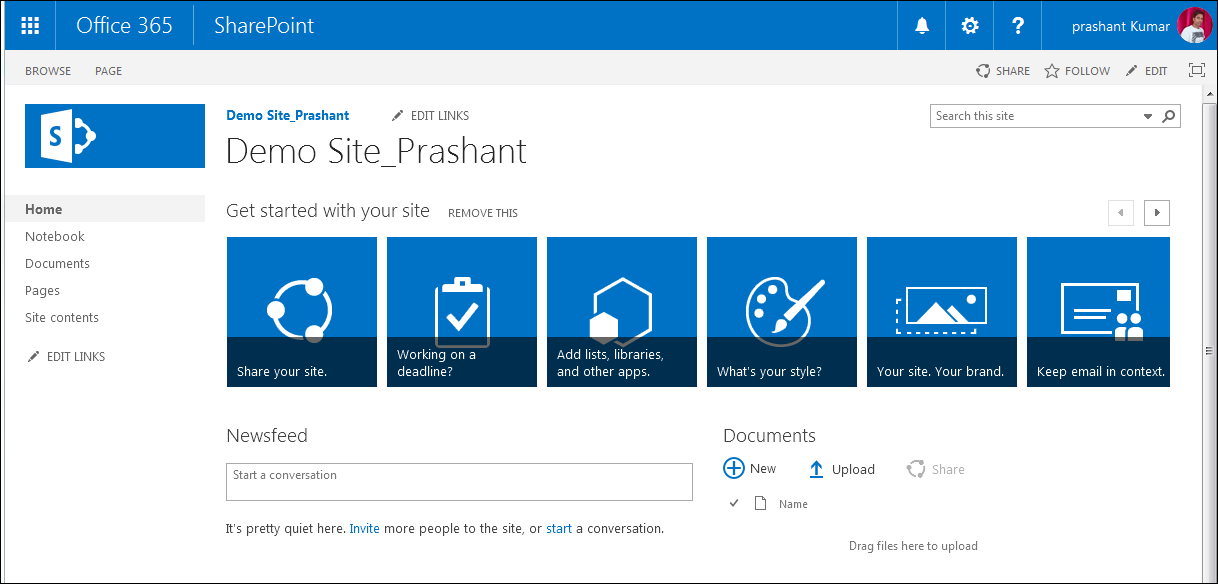 Office 365 SharePoint ? prashant Kumar
BROWSE PAGE SHARE FOLLOW EDIT
S
Demo Site_Prashant EDIT LINKS
Search this site
Demo Site_Prashant
Home
Notebook
Documents
Pages
Site contents
EDIT LINKS
Get started with your site REMOVE THIS
Share your site.
Working on a
deadline?
Add lists, libraries,
and other apps.
What's your style?
Your site. Your brand.
Keep email in context.
Newsfeed
Start a conversation
It's pretty quiet here. Invite more people to the site, or start a conversation.
Documents
New Upload Share
Name
Drag files here to upload